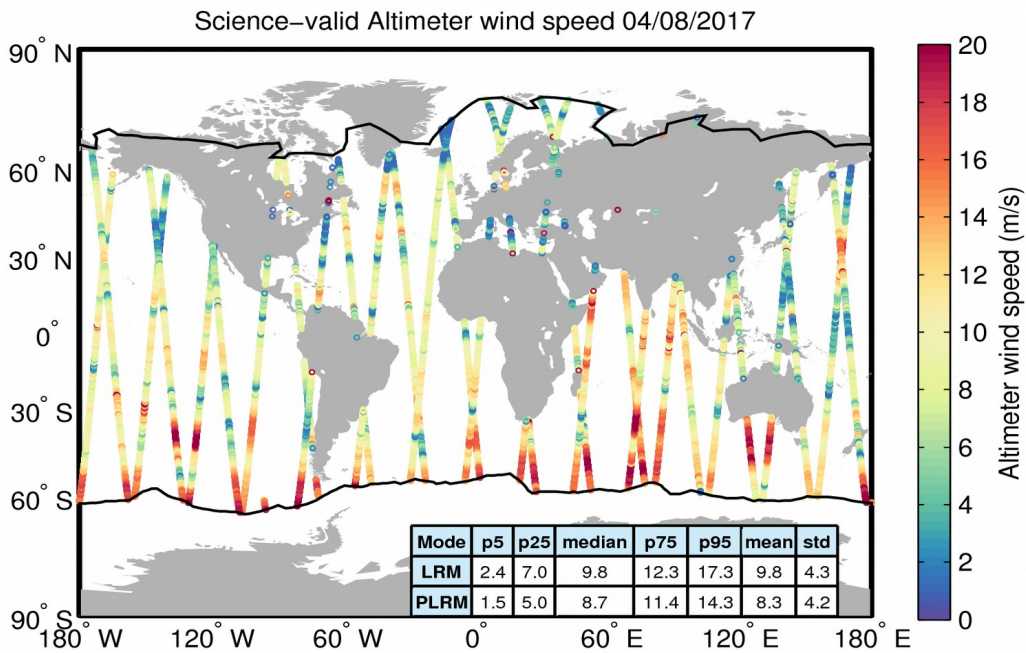 Science−valid Altimeter wind speed 04/08/2017
90° N
60° N
30° N
0°
30° S
60° S
90° S
180° W
120° W
60° W
0°
60° E
120° E
180° E
Mode p5 p25 median p75 p95 mean std
LRM 2.4 7.0 9.8 12.3 17.3 9.8 4.3
PLRM 1.5 5.0 8.7 11.4 14.3 8.3 4.2
20
18
16
14
12
10
8
6
4
2
0
Altimeter wind speed (m/s)